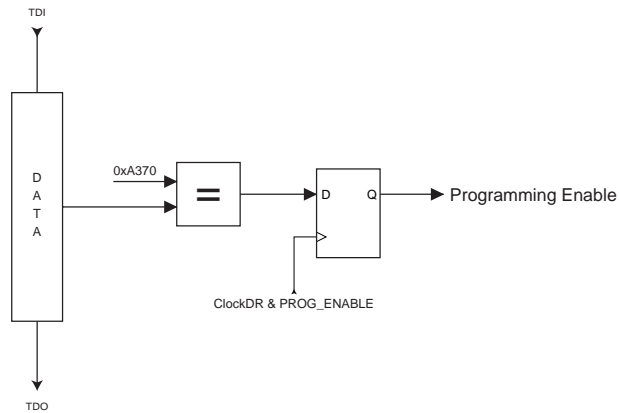 TDI
D
A
T
A
0xA370
=
D Q
Programming Enable
ClockDR & PROG_ENABLE
TDO